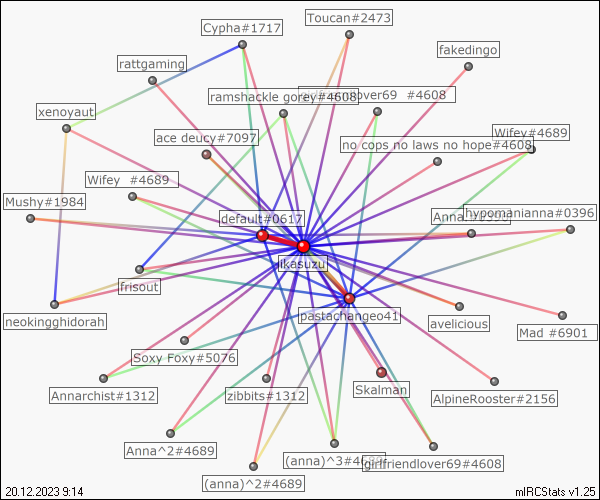 Toucan#2473
Cypha#1717
fakedingo
rattgaming
ramshackle gorey#4608
lover69 #4608
xenoyaut
ace deucy#7097
no cops no laws no hope#4608
Wifey#4689
Wifey #4689
Mushy#1984
default#0617
Anna
hypomanianna#0396
ikasuzu
frisout
neokingghidorah
pastachangeo41
avelicious
Mad #6901
Soxy Foxy#5076
Annarchist#1312
zibbits#1312
Skalman
AlpineRooster#2156
Anna^2#4689
(anna)^3#4689
girlfriendlover69#4608
(anna)^2#4689
20.12.2023 9:14
mIRCStats v1.25